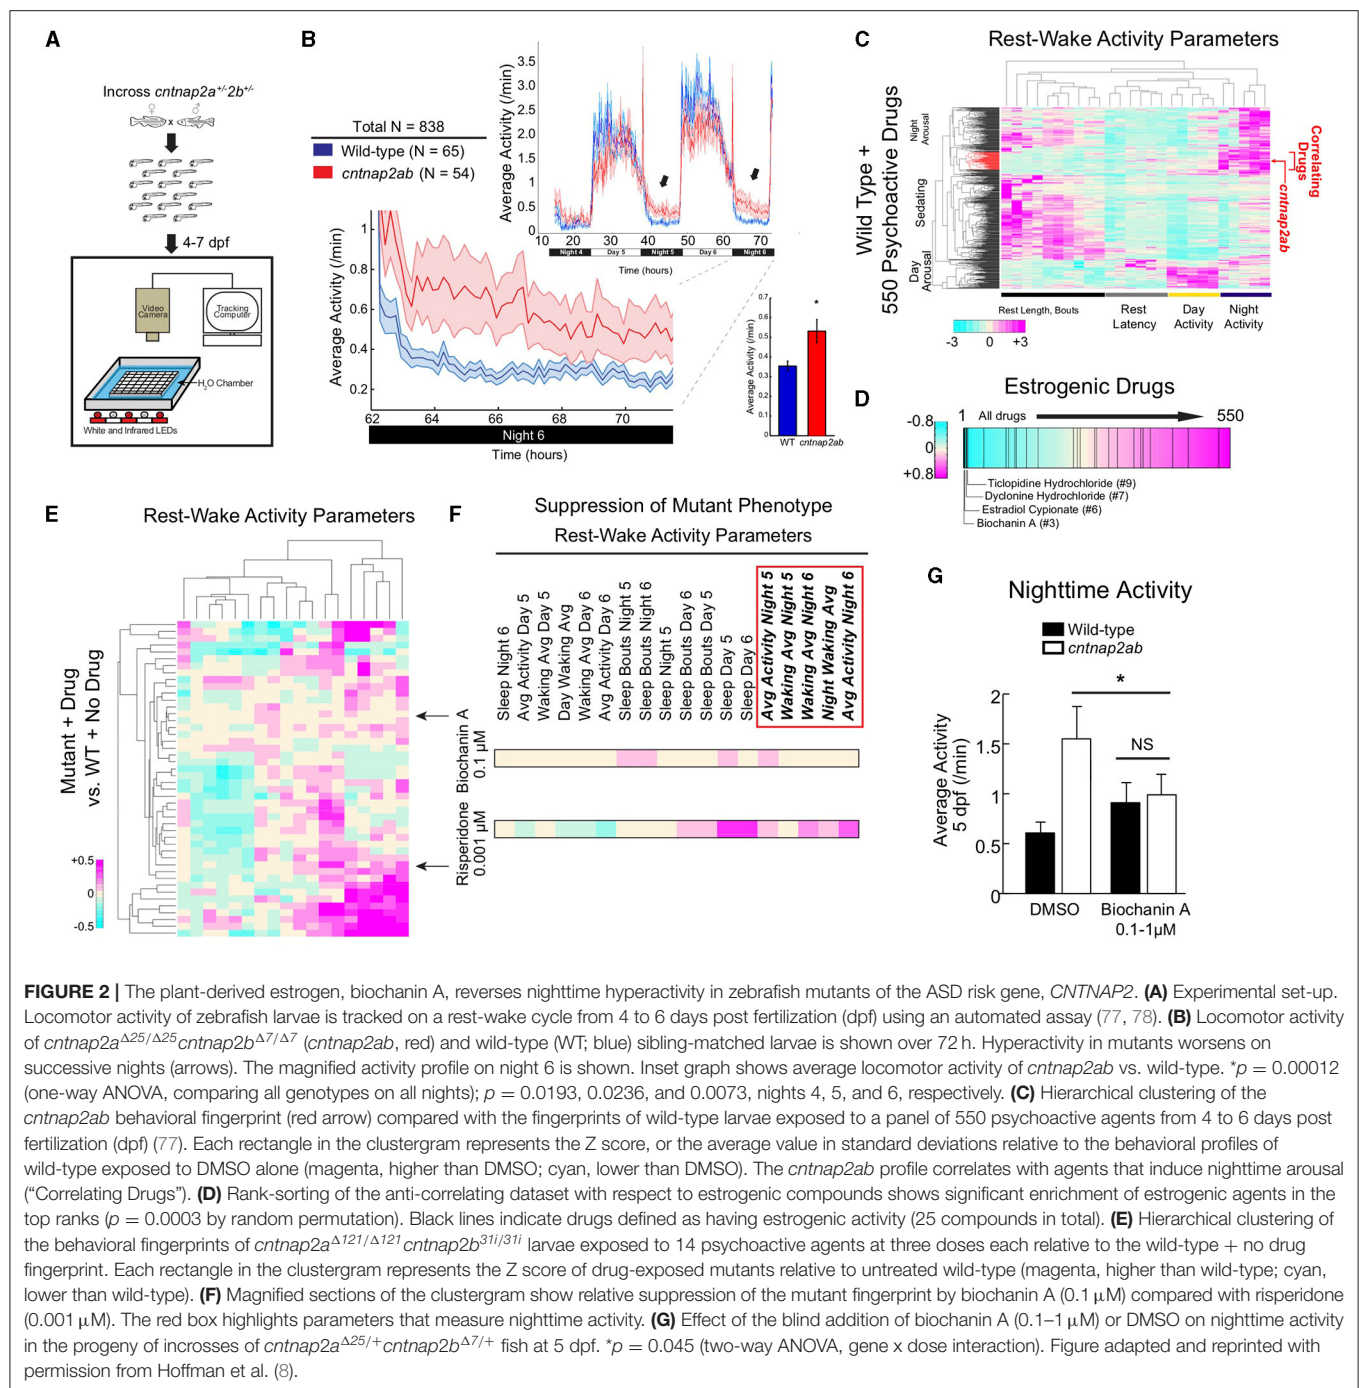 A
Incross cntnap2a+/-2b+/-
♀ ♂
x
4-7 dpf
Video
Camera
Tracking
Computer
H2O Chamber
White and Infrared LEDs
B
Total N = 838
Wild-type (N = 65)
cntnap2ab (N = 54)
Average Activity (/min)
3.5
3.0
2.5
2.0
1.5
1.0
0.5
0
10 20 30 40 50 60 70
Night 4 Day 5 Night 5 Day 6 Night 6
Time (hours)
Average Activity (/min)
1
0.8
0.6
0.4
0.2
62 64 66 68 70
Night 6
Time (hours)
Average Activity (/min)
0.7
0.6
0.5
0.4
0.3
0.2
0.1
0
*
WT cntnap2ab
C
Rest-Wake Activity Parameters
Wild Type +
550 Psychoactive Drugs
Night
Arousal
Sedating
Day
Arousal
Correlating
Drugs
cntnap2ab
Rest Length, Bouts
Rest
Latency
Day
Activity
Night
Activity
-3 0 +3
D
Estrogenic Drugs
1 All drugs 550
-0.8
0
+0.8
Ticlopidine Hydrochloride (#9)
Dyclonine Hydrochloride (#7)
Estradiol Cypionate (#6)
Biochanin A (#3)
E
Rest-Wake Activity Parameters
Mutant + Drug
vs. WT + No Drug
+0.5
0
-0.5
F
Suppression of Mutant Phenotype
Rest-Wake Activity Parameters
Sleep Night 6
Avg Activity Day 5
Waking Avg Day 5
Day Waking Avg
Waking Avg Day 6
Avg Activity Day 6
Sleep Bouts Night 5
Sleep Bouts Night 6
Sleep Night 5
Sleep Bouts Day 6
Sleep Bouts Day 5
Sleep Day 5
Sleep Day 6
Avg Activity Night 5
Waking Avg Night 5
Waking Avg Night 6
Night Waking Avg
Avg Activity Night 6
Biochanin A
0.1 µM
Risperidone
0.001 µM
G
Nighttime Activity
Wild-type
cntnap2ab
Average Activity
5 dpf (/min)
2
1.5
1
0.5
0
*
NS
DMSO Biochanin A
0.1-1µM
FIGURE 2 | The plant-derived estrogen, biochanin A, reverses nighttime hyperactivity in zebrafish mutants of the ASD risk gene, CNTNAP2. (A) Experimental set-up.
Locomotor activity of zebrafish larvae is tracked on a rest-wake cycle from 4 to 6 days post fertilization (dpf) using an automated assay (77, 78). (B) Locomotor activity
of cntnap2aΔ25/Δ25cntnap2bΔ7/Δ7 (cntnap2ab, red) and wild-type (WT; blue) sibling-matched larvae is shown over 72 h. Hyperactivity in mutants worsens on
successive nights (arrows). The magnified activity profile on night 6 is shown. Inset graph shows average locomotor activity of cntnap2ab vs. wild-type. *p = 0.00012
(one-way ANOVA, comparing all genotypes on all nights); p = 0.0193, 0.0236, and 0.0073, nights 4, 5, and 6, respectively. (C) Hierarchical clustering of the
cntnap2ab behavioral fingerprint (red arrow) compared with the fingerprints of wild-type larvae exposed to a panel of 550 psychoactive agents from 4 to 6 days post
fertilization (dpf) (77). Each rectangle in the clustergram represents the Z score, or the average value in standard deviations relative to the behavioral profiles of
wild-type exposed to DMSO alone (magenta, higher than DMSO; cyan, lower than DMSO). The cntnap2ab profile correlates with agents that induce nighttime arousal
(“Correlating Drugs”). (D) Rank-sorting of the anti-correlating dataset with respect to estrogenic compounds shows significant enrichment of estrogenic agents in the
top ranks (p = 0.0003 by random permutation). Black lines indicate drugs defined as having estrogenic activity (25 compounds in total). (E) Hierarchical clustering of
the behavioral fingerprints of cntnap2aΔ121/Δ121cntnap2b31i/31i larvae exposed to 14 psychoactive agents at three doses each relative to the wild-type + no drug
fingerprint. Each rectangle in the clustergram represents the Z score of drug-exposed mutants relative to untreated wild-type (magenta, higher than wild-type; cyan,
lower than wild-type). (F) Magnified sections of the clustergram show relative suppression of the mutant fingerprint by biochanin A (0.1 µM) compared with risperidone
(0.001 µM). The red box highlights parameters that measure nighttime activity. (G) Effect of the blind addition of biochanin A (0.1–1 µM) or DMSO on nighttime activity
in the progeny of incrosses of cntnap2aΔ25/+cntnap2bΔ7/+ fish at 5 dpf. *p = 0.045 (two-way ANOVA, gene x dose interaction). Figure adapted and reprinted with
permission from Hoffman et al. (8).